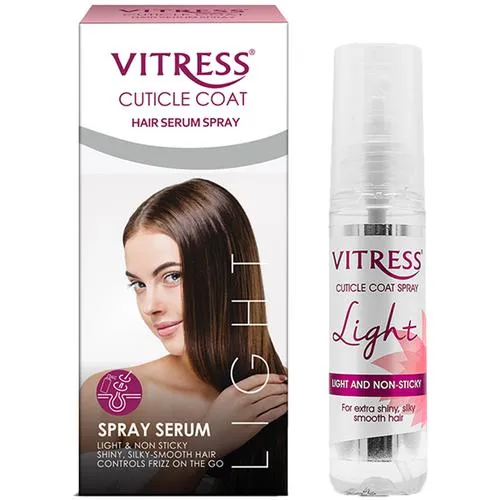 VITRESS®
CUTICLE COAT
HAIR SERUM SPRAY
LIGHT
SPRAY SERUM
LIGHT & NON STICKY
SHINY, SILKY-SMOOTH HAIR
CONTROLS FRIZZ ON THE GO
VITRESS®
CUTICLE COAT SPRAY
Light
LIGHT AND NON-STICKY
For extra shiny, silky
smooth hair